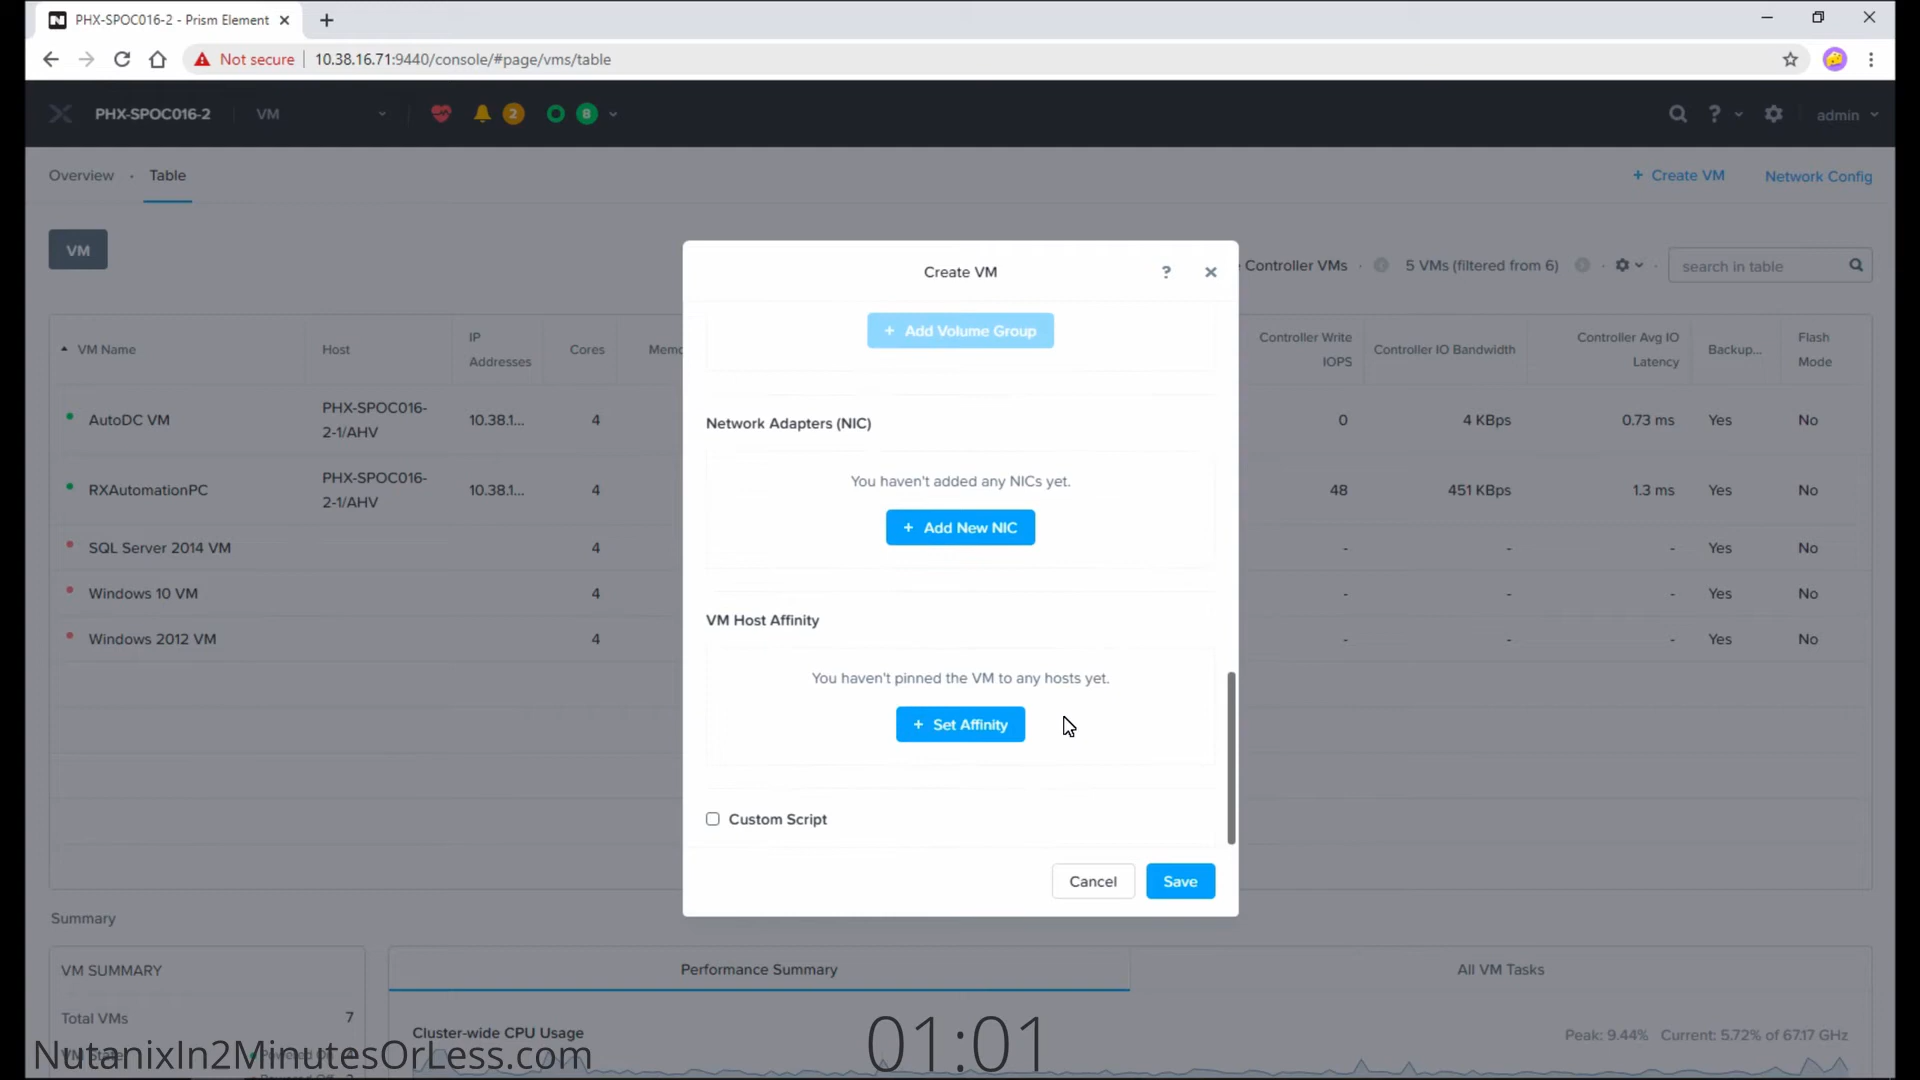 PHX-SPOC016-2 - Prism Element
Not secure
10.38.16.71:9440/console/#page/vms/table
PHX-SPOC016-2
VM
2
8
?
admin
Overview
Table
+ Create VM
Network Config
VM
Controller VMs
5 VMs (filtered from 6)
search in table
VM Name
Host
IP Addresses
Cores
Controller Write IOPS
Controller IO Bandwidth
Controller Avg IO Latency
Backup...
Flash Mode
AutoDC VM
PHX-SPOC016-2-1/AHV
10.38.1...
4
0
4 KBps
0.73 ms
Yes
No
RXAutomationPC
PHX-SPOC016-2-1/AHV
10.38.1...
4
48
451 KBps
1.3 ms
Yes
No
SQL Server 2014 VM
4
-
-
-
Yes
No
Windows 10 VM
4
-
-
-
Yes
No
Windows 2012 VM
4
-
-
-
Yes
No
Create VM
?
+ Add Volume Group
Network Adapters (NIC)
You haven't added any NICs yet.
+ Add New NIC
VM Host Affinity
You haven't pinned the VM to any hosts yet.
+ Set Affinity
Custom Script
Cancel
Save
Summary
VM SUMMARY
Total VMs
7
Performance Summary
All VM Tasks
Cluster-wide CPU Usage
Peak: 9.44% Current: 5.72% of 67.17 GHz
NutanixIn2MinutesOrLess.com
01:01